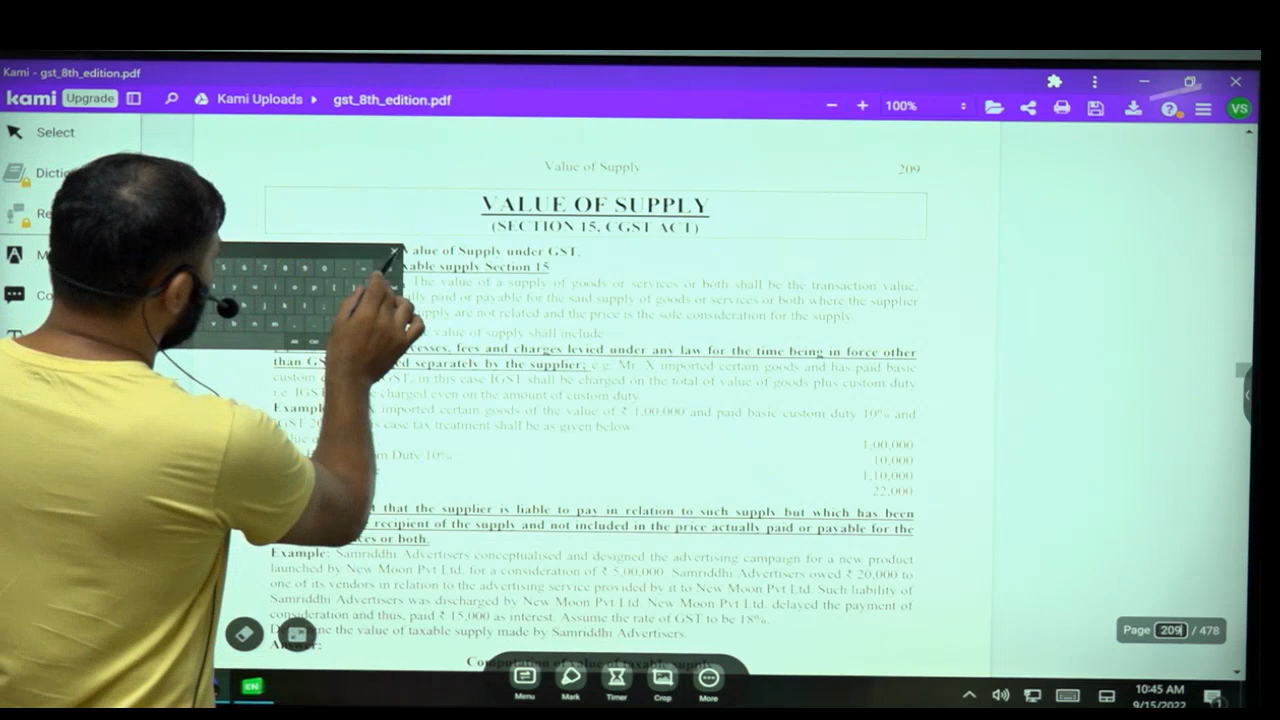 Kami - gst_8th_edition.pdf
kami Upgrade Kami Uploads gst_8th_edition.pdf 100% VS
Select
Value of Supply 209
VALUE OF SUPPLY
(SECTION 15, CGST ACT)
Value of Supply under GST.
supply Section 15
The value of a supply of goods or services or both shall be the transaction value,
paid or payable for the said supply of goods or services or both where the supplier
supply are not related and the price is the sole consideration for the supply.
value of supply shall include
cesses, fees and charges levied under any law for the time being in force other
than separately by the supplier; e.g. Mr. X imported certain goods and has paid basic
custom in this case IGST shall be charged on the total of value of goods plus custom duty
i.e. charged even on the amount of custom duty
Example imported certain goods of the value of ₹ 1,00,000 and paid basic custom duty 10% and
case tax treatment shall be as given below:
1,00,000
Duty 10% 10,000
1,10,000
22,000
that the supplier is liable to pay in relation to such supply but which has been
recipient of the supply and not included in the price actually paid or payable for the
or both.
Example: Samriddhi Advertisers conceptualised and designed the advertising campaign for a new product
launched by New Moon Pvt Ltd. for a consideration of ₹ 5,00,000. Samriddhi Advertisers owed ₹ 20,000 to
one of its vendors in relation to the advertising service provided by it to New Moon Pvt Ltd. Such liability of
Samriddhi Advertisers was discharged by New Moon Pvt Ltd. New Moon Pvt Ltd. delayed the payment of
consideration and thus, paid ₹ 15,000 as interest. Assume the rate of GST to be 18%.
the value of taxable supply made by Samriddhi Advertisers.
Answer:
Computation of value of taxable supply
Page 209 / 478
Menu Mark Timer Crop More
EN
10:45 AM
9/15/2022